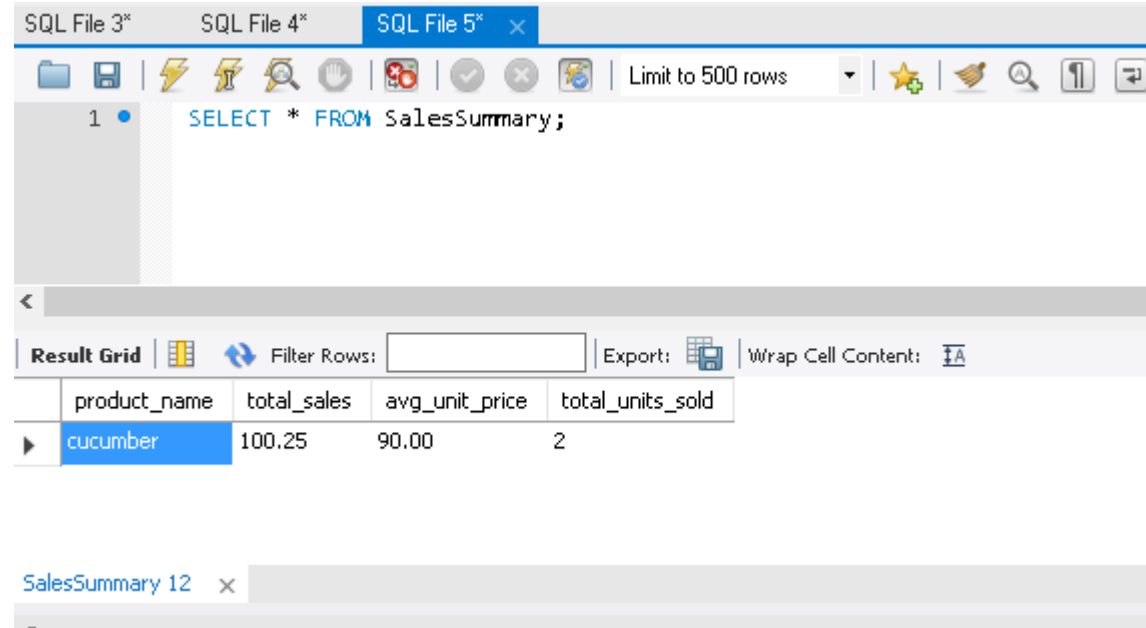 SQL File 3* SQL File 4* SQL File 5*
Limit to 500 rows
1 SELECT * FROM SalesSummary;
Result Grid Filter Rows: Export: Wrap Cell Content: IA
product_name total_sales avg_unit_price total_units_sold
cucumber 100.25 90.00 2
SalesSummary 12